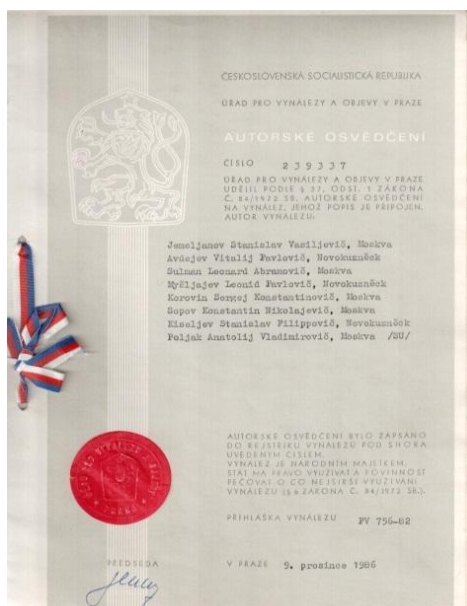 ČESKOSLOVENSKÁ SOCIALISTICKÁ REPUBLIKA
ÚŘAD PRO VYNÁLEZY A OBJEVY V PRAZE
AUTORSKÉ OSVĚDČENÍ
ČÍSLO 239337
ÚŘAD PRO VYNÁLEZY A OBJEVY V PRAZE
UDĚLIL PODLE § 37, ODST. 1 ZÁKONA
Č. 84/1972 SB. AUTORSKÉ OSVĚDČENÍ
NA VYNÁLEZ, JEHOŽ POPIS JE PŘIPOJEN.
AUTOR VYNÁLEZU:
Jemeljanov Stanislav Vasiljevič, Moskva
Avdejev Vitalij Pavlovič, Novokuzněck
Šulman Leonard Abramovič, Moskva
Myšljajev Leonid Pavlovič, Novokuzněck
Korovin Sergej Konstantinovič, Moskva
Sopov Konstantin Nikolajevič, Moskva
Kiseljev Stanislav Filippovič, Novokuzněck
Poljak Anatolij Vladimirovič, Moskva /SU/
AUTORSKÉ OSVĚDČENÍ BYLO ZAPSÁNO
DO REJSTŘÍKU VYNÁLEZŮ POD SHORA
UVEDENÝM ČÍSLEM.
VYNÁLEZ JE NÁRODNÍM MAJETKEM.
STÁT MÁ PRÁVO VYUŽÍVAT A POVINNOST
PEČOVAT O CO NEJŠIRŠÍ VYUŽÍVÁNÍ
VYNÁLEZU (§ 6 ZÁKONA Č. 84/1972 SB.).
PŘIHLÁŠKA VYNÁLEZU PV 756-82
PŘEDSEDA
V PRAZE 9. prosince 1986